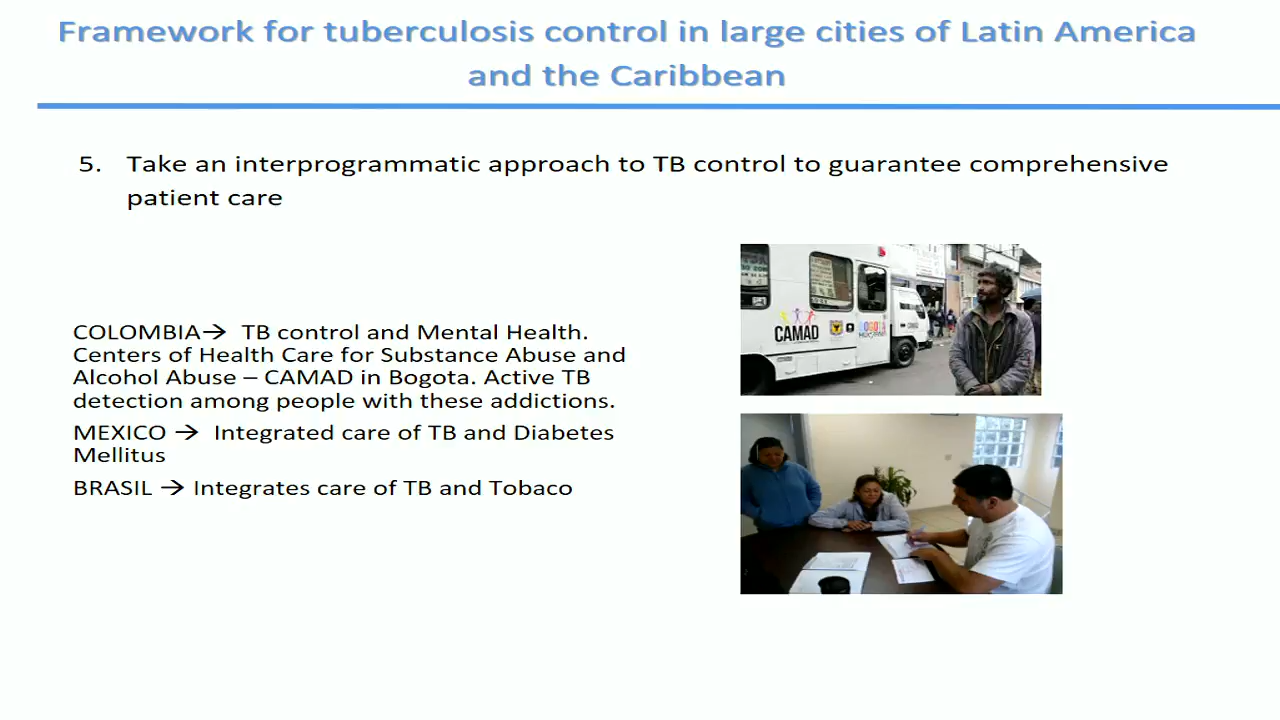 Framework for tuberculosis control in large cities of Latin America
and the Caribbean
5. Take an interprogrammatic approach to TB control to guarantee comprehensive
patient care
COLOMBIA→ TB control and Mental Health.
Centers of Health Care for Substance Abuse and
Alcohol Abuse – CAMAD in Bogota. Active TB
detection among people with these addictions.
MEXICO → Integrated care of TB and Diabetes
Mellitus
BRASIL → Integrates care of TB and Tobaco
CAMAD
BOGOTA